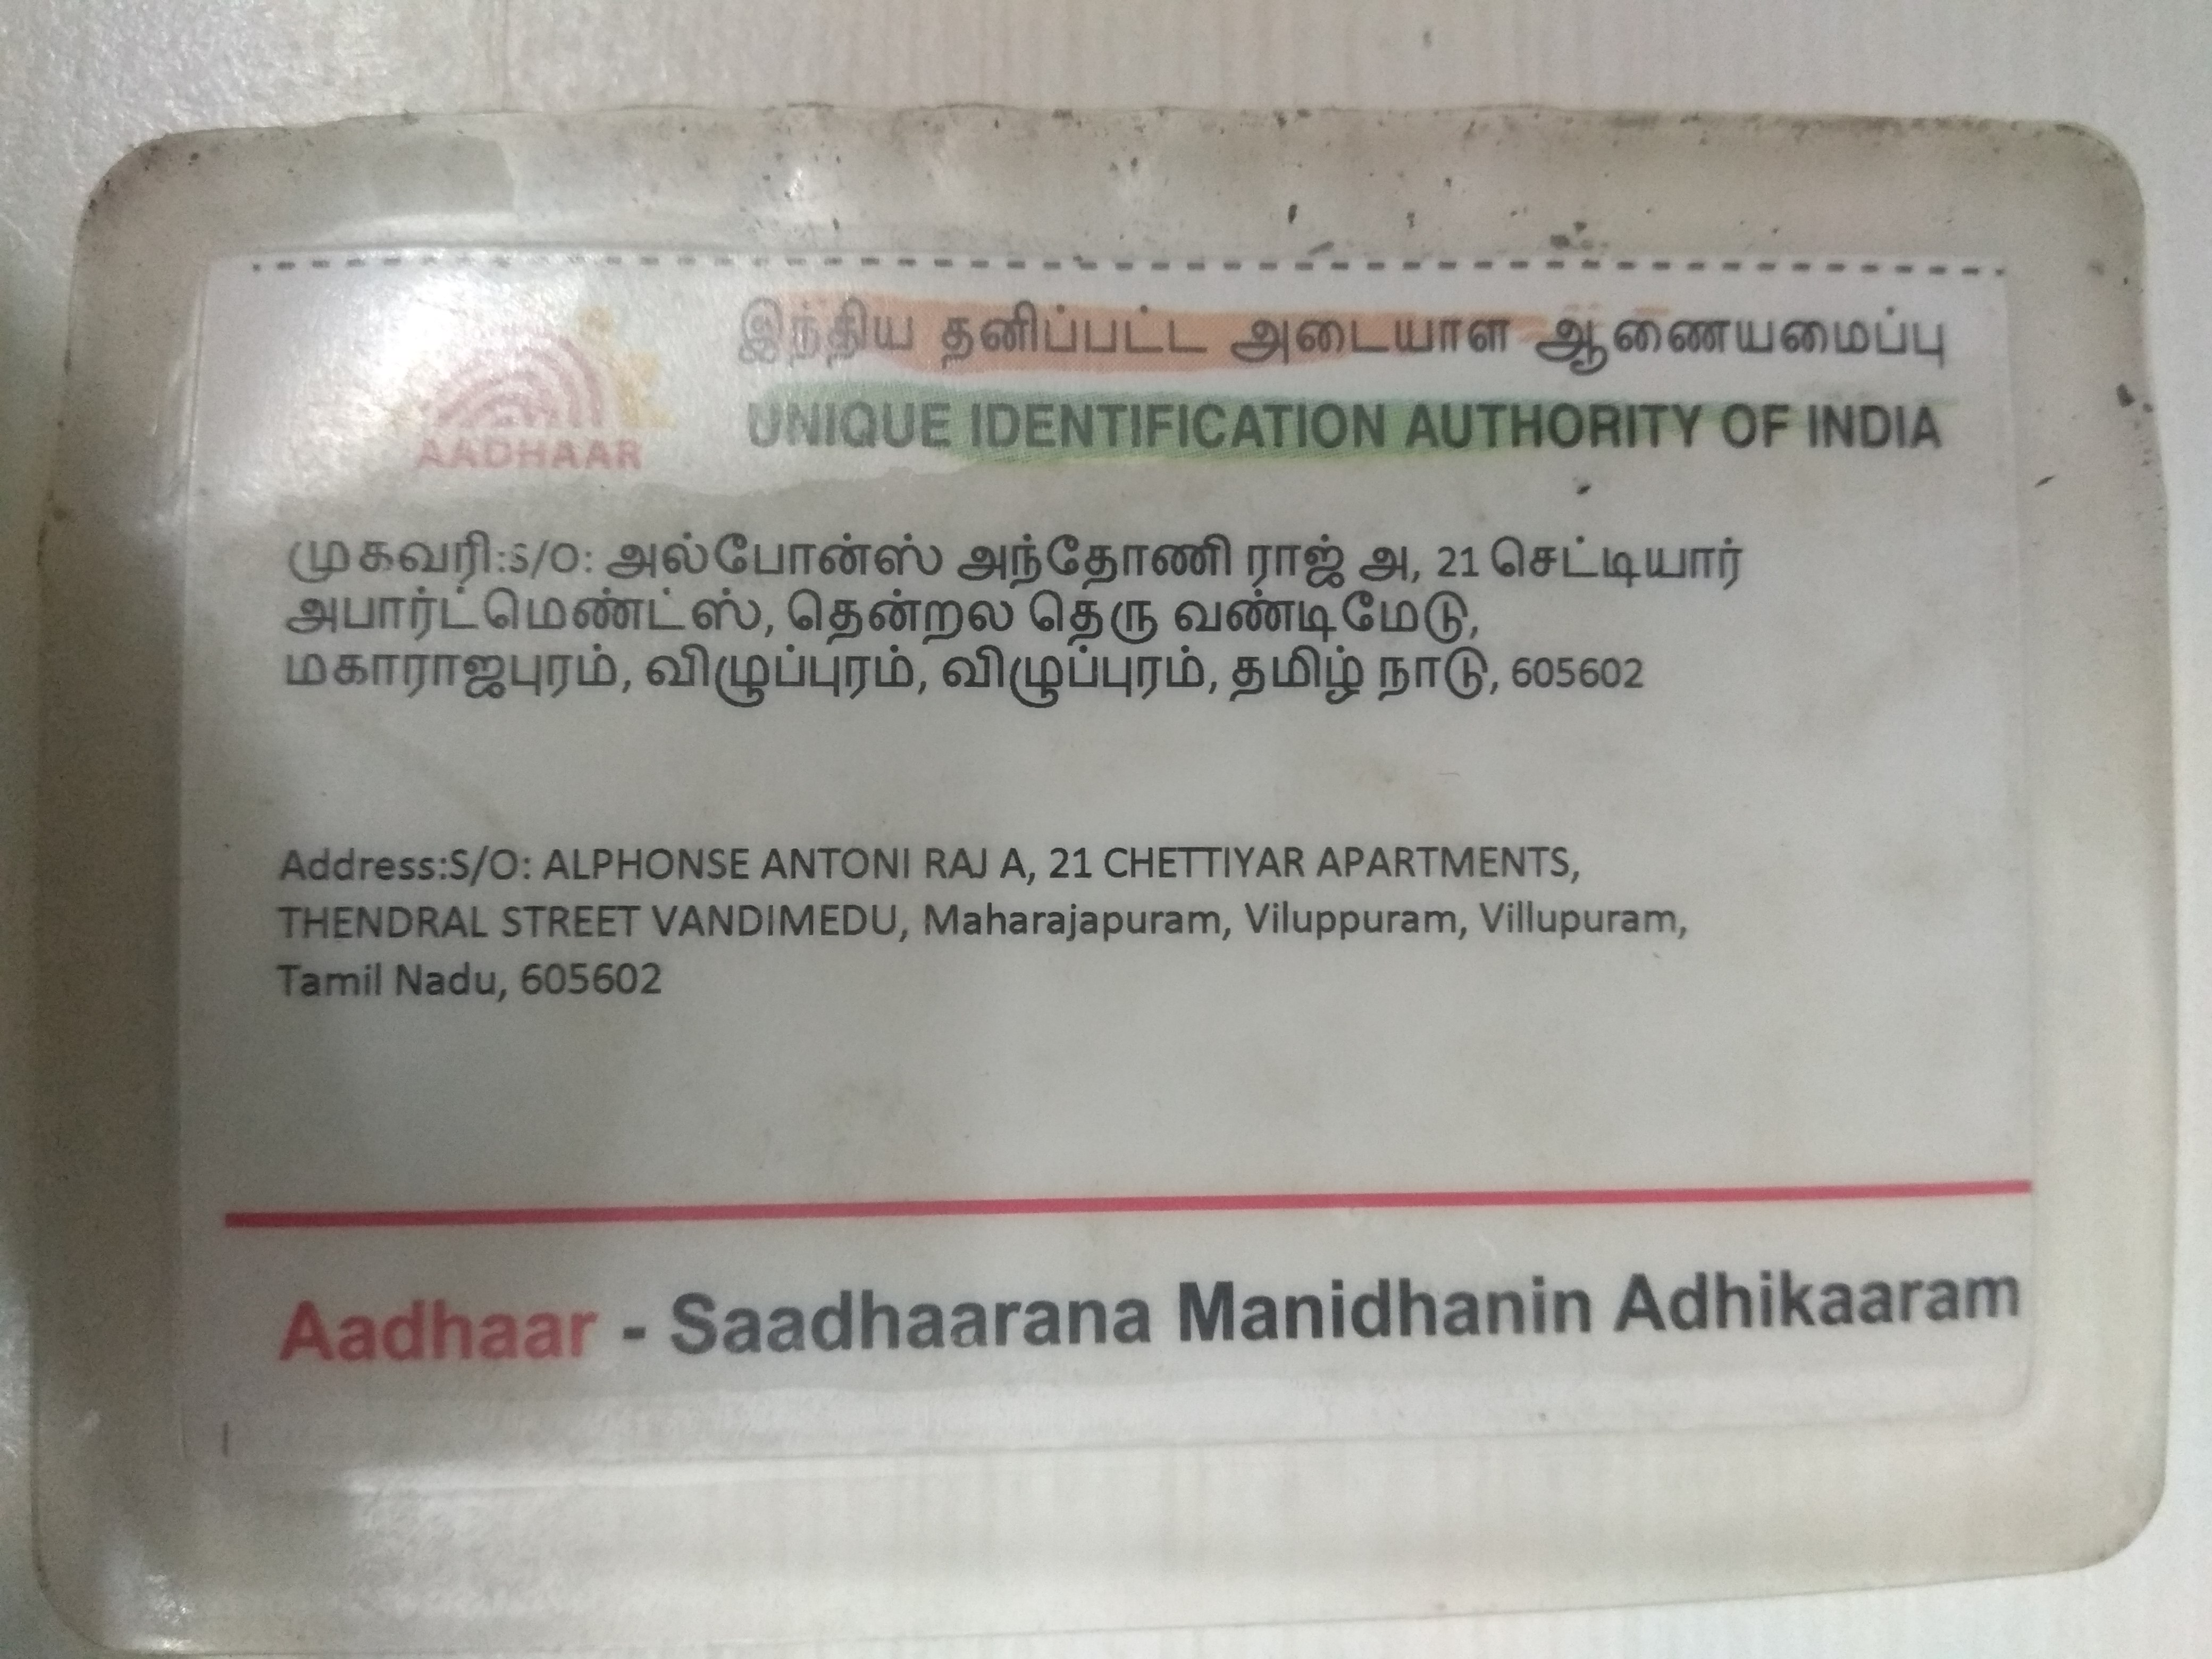 இந்திய தனிப்பட்ட அடையாள ஆணையமைப்பு
AADHAAR
UNIQUE IDENTIFICATION AUTHORITY OF INDIA
முகவரி:S/O: அல்போன்ஸ் அந்தோணி ராஜ் அ, 21 செட்டியார்
அபார்ட்மெண்ட்ஸ், தென்றல தெரு வண்டிமேடு,
மகாராஜபுரம், விழுப்புரம், விழுப்புரம், தமிழ் நாடு, 605602
Address:S/O: ALPHONSE ANTONI RAJ A, 21 CHETTIYAR APARTMENTS,
THENDRAL STREET VANDIMEDU, Maharajapuram, Viluppuram, Villupuram,
Tamil Nadu, 605602
Aadhaar - Saadhaarana Manidhanin Adhikaaram